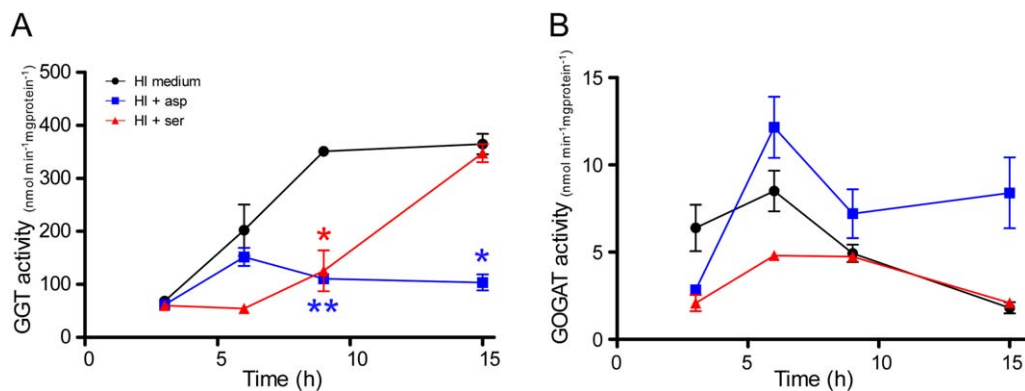 A
GGT activity (nmol min⁻¹mgprotein⁻¹)
500
400
300
200
100
0
HI medium
HI + asp
HI + ser
*
**
*
0
5
10
15
Time (h)
B
GOGAT activity (nmol min⁻¹mgprotein⁻¹)
15
10
5
0
0
5
10
15
Time (h)